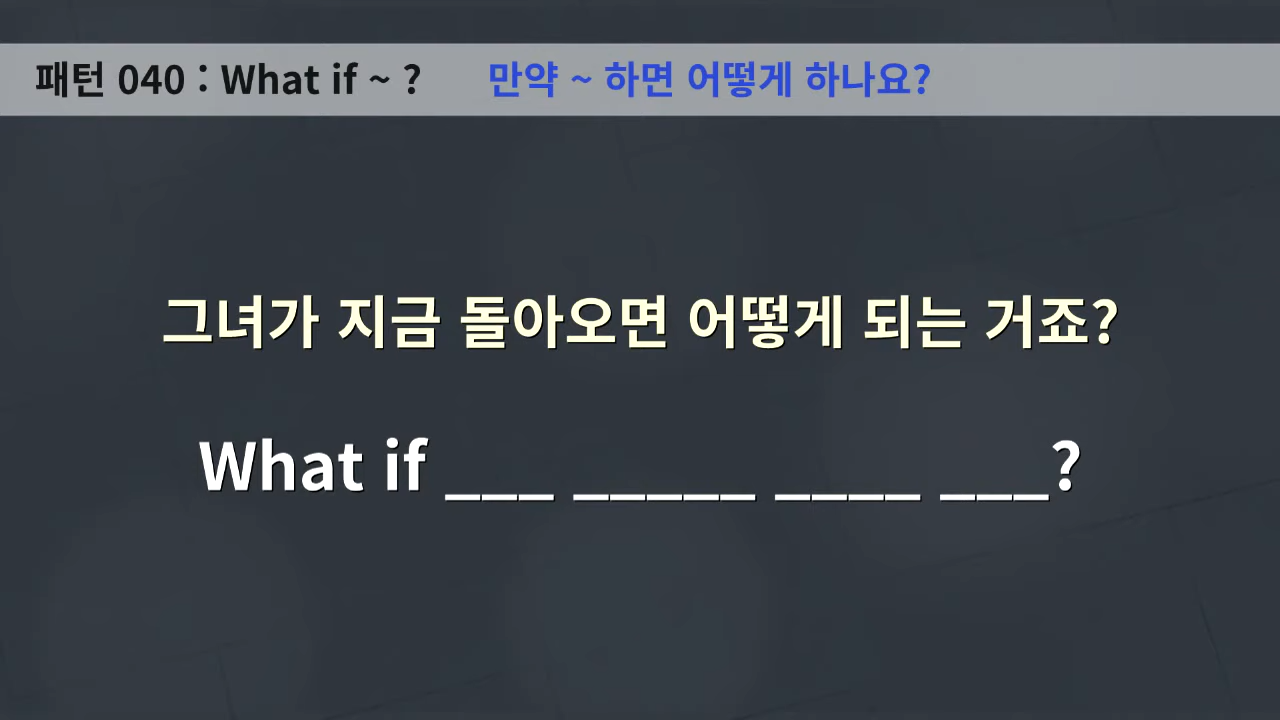 패턴 040 : What if ~ ? 만약 ~ 하면 어떻게 하나요?
그녀가 지금 돌아오면 어떻게 되는 거죠?
What if ___ _____ ____ ___?